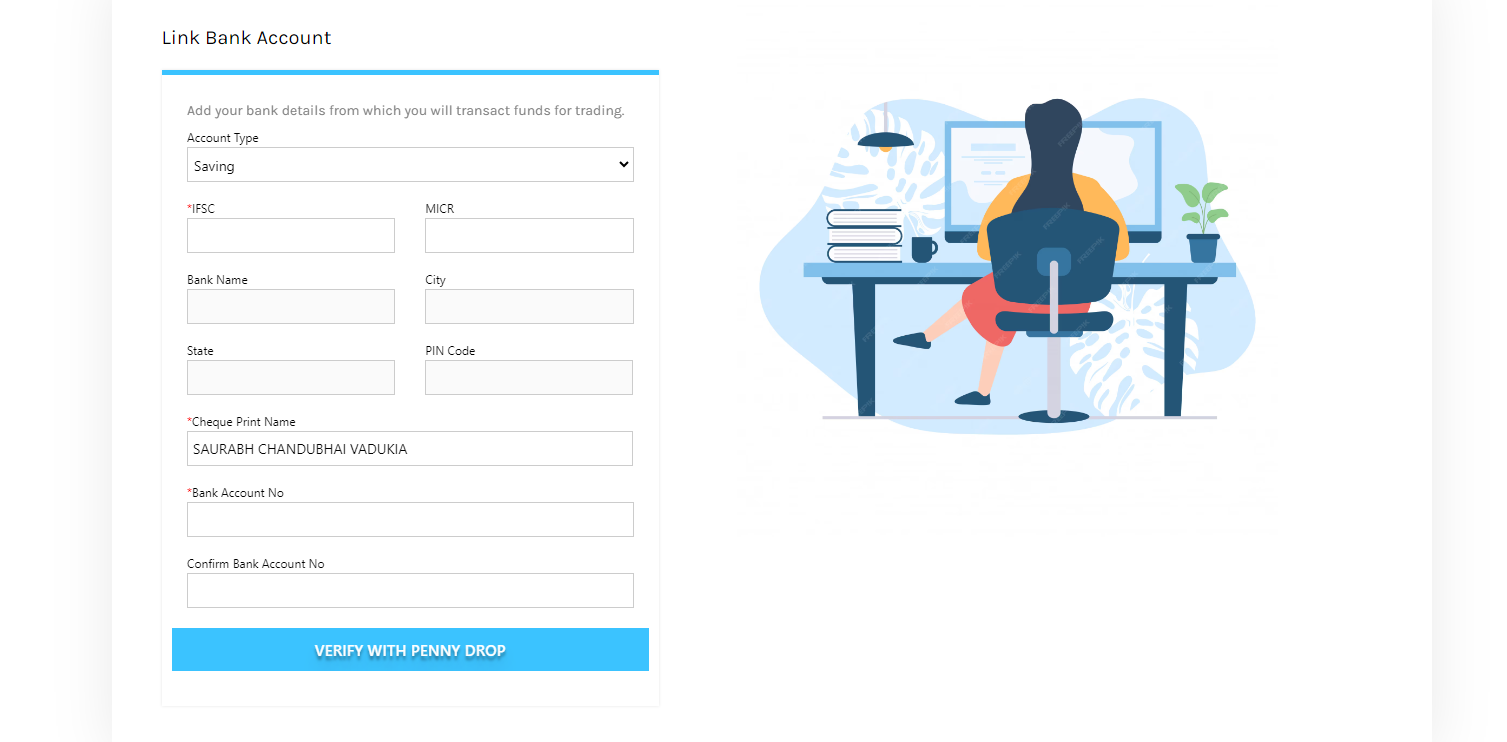 Link Bank Account
Add your bank details from which you will transact funds for trading.
Account Type
Saving
*IFSC MICR
Bank Name City
State PIN Code
*Cheque Print Name
SAURABH CHANDUBHAI VADUKIA
*Bank Account No
Confirm Bank Account No
VERIFY WITH PENNY DROP